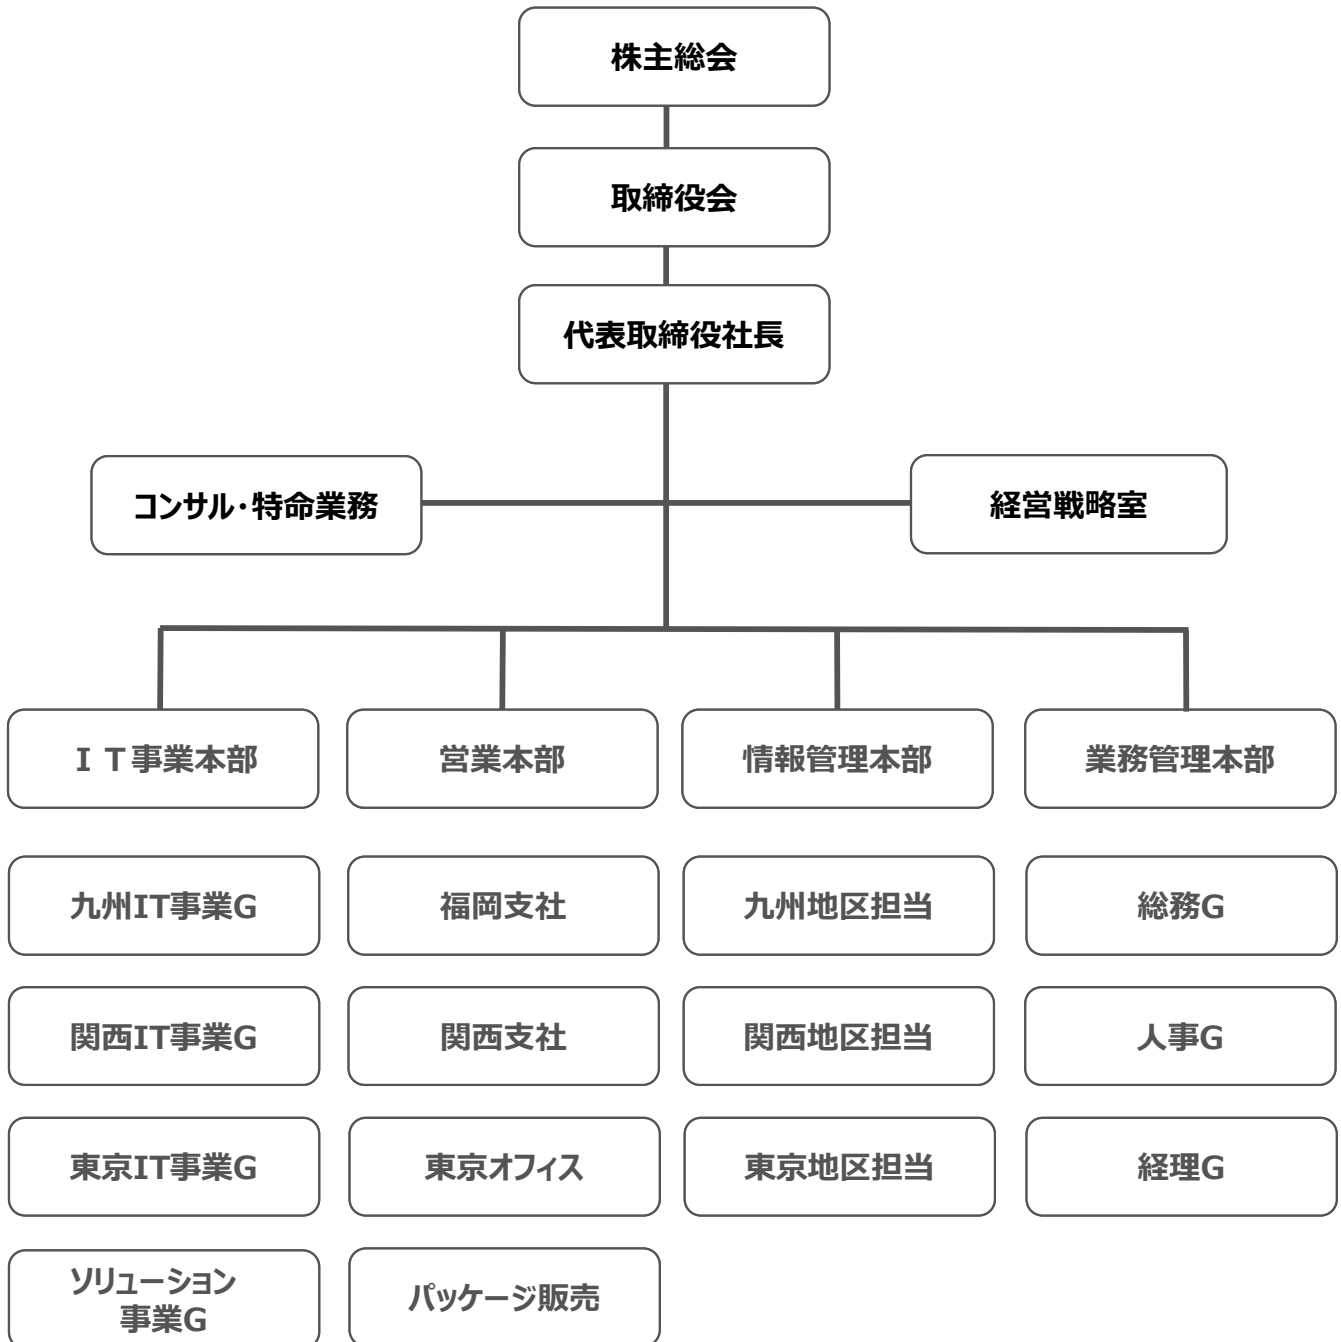 株主総会
取締役会
代表取締役社長
コンサル・特命業務
経営戦略室
ＩＴ事業本部
営業本部
情報管理本部
業務管理本部
九州IT事業G
福岡支社
九州地区担当
総務G
関西IT事業G
関西支社
関西地区担当
人事G
東京IT事業G
東京オフィス
東京地区担当
経理G
ソリューション
事業G
パッケージ販売